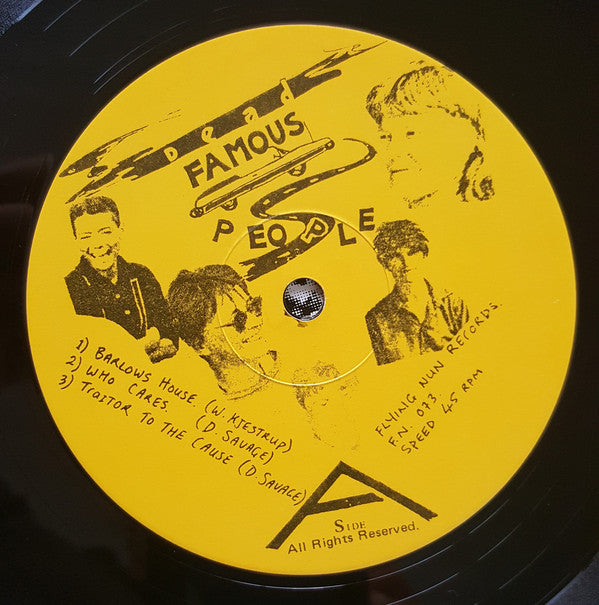 Dead
FAMOUS
PEOPLE
1) BARLOWS HOUSE. (W. KJESTRUP)
2) WHO CARES. (D. SAVAGE)
3) TRAITOR TO THE CAUSE (D. SAVAGE)
FLYING NUN RECORDS.
F.N. 073.
SPEED 45 RPM
A
SIDE
All Rights Reserved.